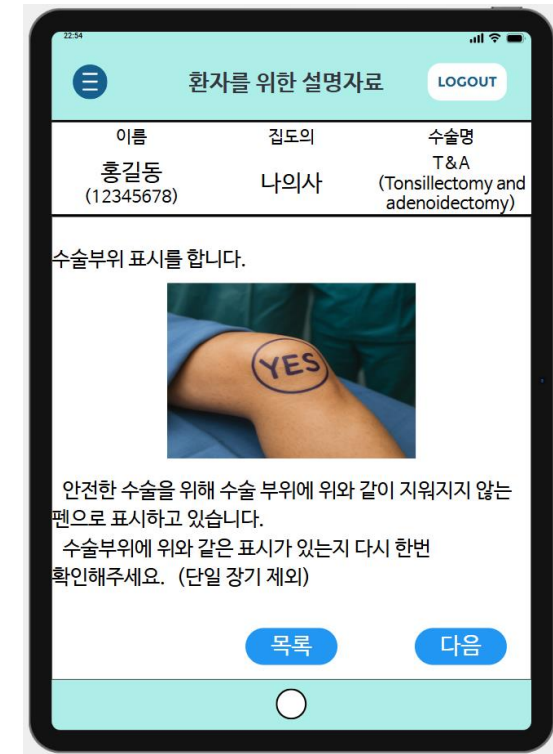 22:54
환자를 위한 설명자료
LOGOUT
이름 집도의 수술명
홍길동 나의사 T&A
(12345678) (Tonsillectomy and
adenoidectomy)
수술부위 표시를 합니다.
YES
안전한 수술을 위해 수술 부위에 위와 같이 지워지지 않는
펜으로 표시하고 있습니다.
수술부위에 위와 같은 표시가 있는지 다시 한번
확인해주세요. (단일 장기 제외)
목록 다음